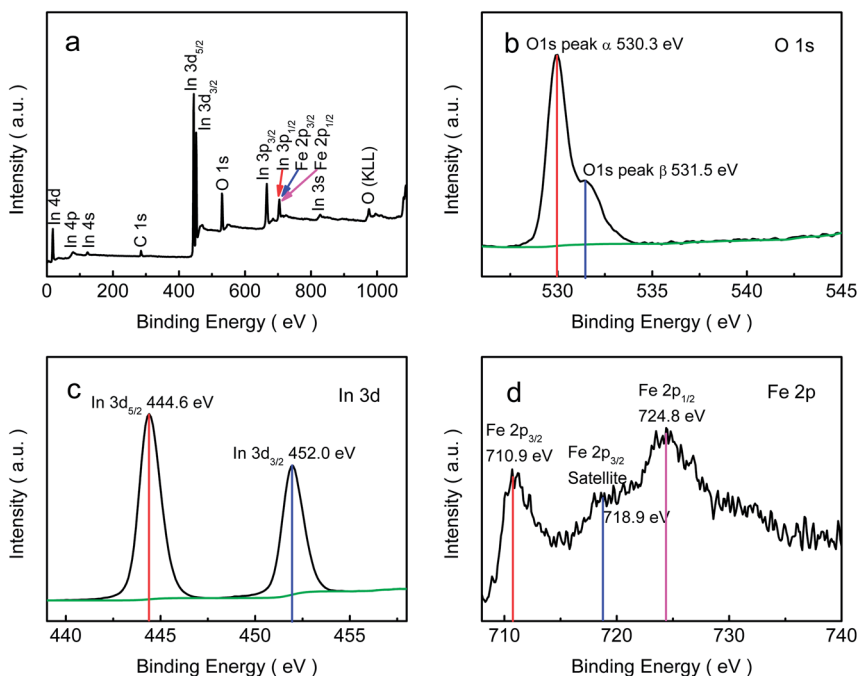 a
In 4d
In 4p
In 4s
C 1s
In 3d5/2
In 3d3/2
O 1s
In 3p3/2
In 3p1/2
Fe 2p3/2
Fe 2p1/2
In 3s
O (KLL)
Intensity ( a.u. )
0 200 400 600 800 1000
Binding Energy ( eV )
b
O1s peak α 530.3 eV
O 1s
O1s peak β 531.5 eV
Intensity ( a.u. )
530 535 540 545
Binding Energy ( eV )
c
In 3d
In 3d5/2 444.6 eV
In 3d3/2 452.0 eV
Intensity ( a.u. )
440 445 450 455
Binding Energy ( eV )
d
Fe 2p
Fe 2p1/2
724.8 eV
Fe 2p3/2
710.9 eV
Fe 2p3/2
Satellite
718.9 eV
Intensity ( a.u. )
710 720 730 740
Binding Energy ( eV )